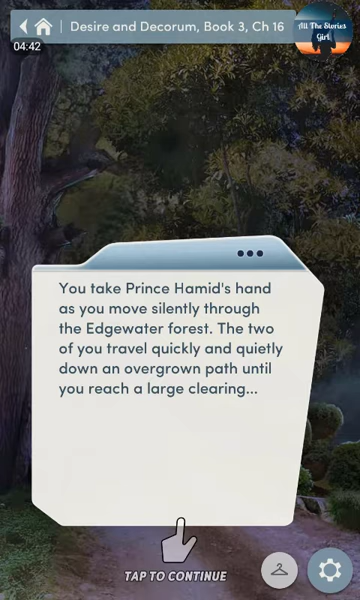 Desire and Decorum, Book 3, Ch 16
All The Stories
Girl
04:42
You take Prince Hamid's hand
as you move silently through
the Edgewater forest. The two
of you travel quickly and quietly
down an overgrown path until
you reach a large clearing...
TAP TO CONTINUE